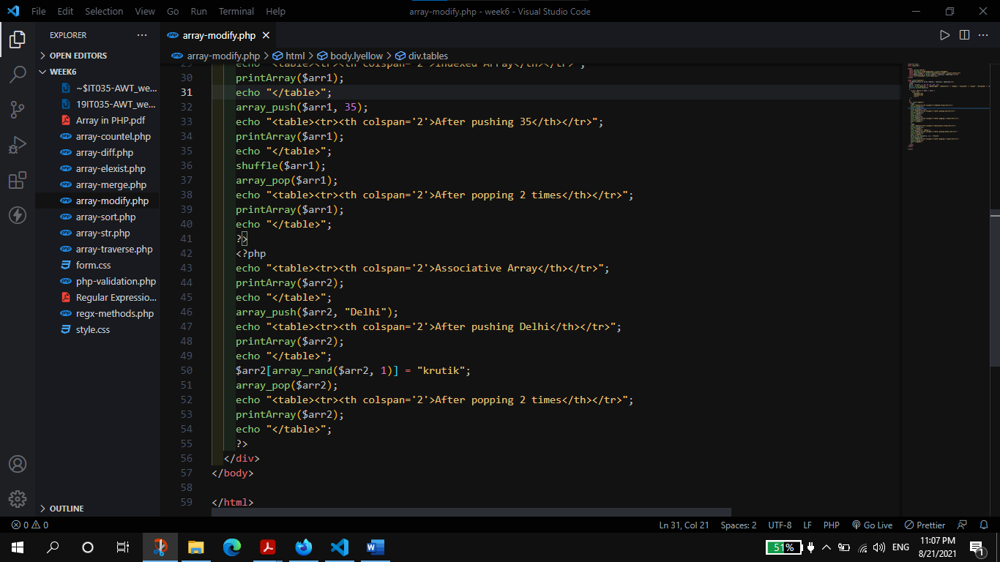 File Edit Selection View Go Run Terminal Help
array-modify.php - week6 - Visual Studio Code
EXPLORER
array-modify.php
OPEN EDITORS
array-modify.php > html > body.lyellow > div.tables
WEEK6
~$IT035-AWT_we...
19IT035-AWT_we...
Array in PHP.pdf
array-countel.php
array-diff.php
array-elexist.php
array-merge.php
array-modify.php
array-sort.php
array-str.php
array-traverse.php
form.css
php-validation.php
Regular Expressio...
regx-methods.php
style.css
OUTLINE
29 echo "<table><tr><th colspan='2'>Indexed Array</th></tr>";
30 printArray($arr1);
31 echo "</table>";
32 array_push($arr1, 35);
33 echo "<table><tr><th colspan='2'>After pushing 35</th></tr>";
34 printArray($arr1);
35 echo "</table>";
36 shuffle($arr1);
37 array_pop($arr1);
38 echo "<table><tr><th colspan='2'>After popping 2 times</th></tr>";
39 printArray($arr1);
40 echo "</table>";
41 ?>
42 <?php
43 echo "<table><tr><th colspan='2'>Associative Array</th></tr>";
44 printArray($arr2);
45 echo "</table>";
46 array_push($arr2, "Delhi");
47 echo "<table><tr><th colspan='2'>After pushing Delhi</th></tr>";
48 printArray($arr2);
49 echo "</table>";
50 $arr2[array_rand($arr2, 1)] = "krutik";
51 array_pop($arr2);
52 echo "<table><tr><th colspan='2'>After popping 2 times</th></tr>";
53 printArray($arr2);
54 echo "</table>";
55 ?>
56 </div>
57 </body>
58
59 </html>
0 0
Ln 31, Col 21 Spaces: 2 UTF-8 LF PHP Go Live Prettier
51% ENG 11:07 PM
8/21/2021
1